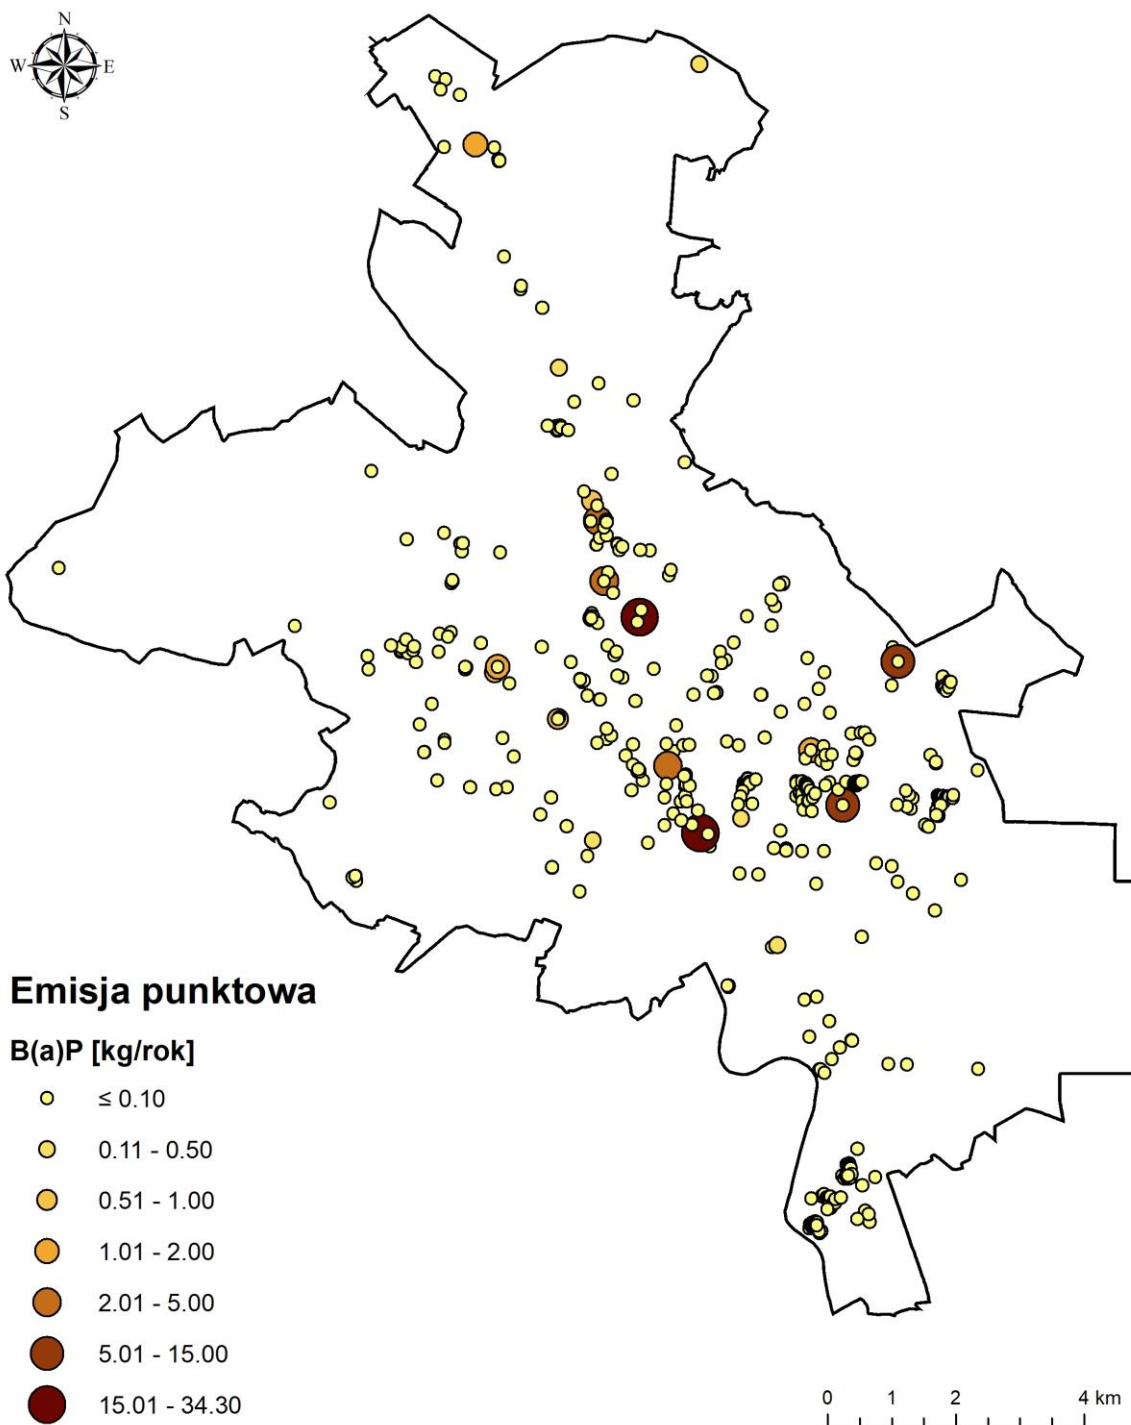 N
W E
S
Emisja punktowa
B(a)P [kg/rok]
≤ 0.10
0.11 - 0.50
0.51 - 1.00
1.01 - 2.00
2.01 - 5.00
5.01 - 15.00
15.01 - 34.30
0 1 2 4 km